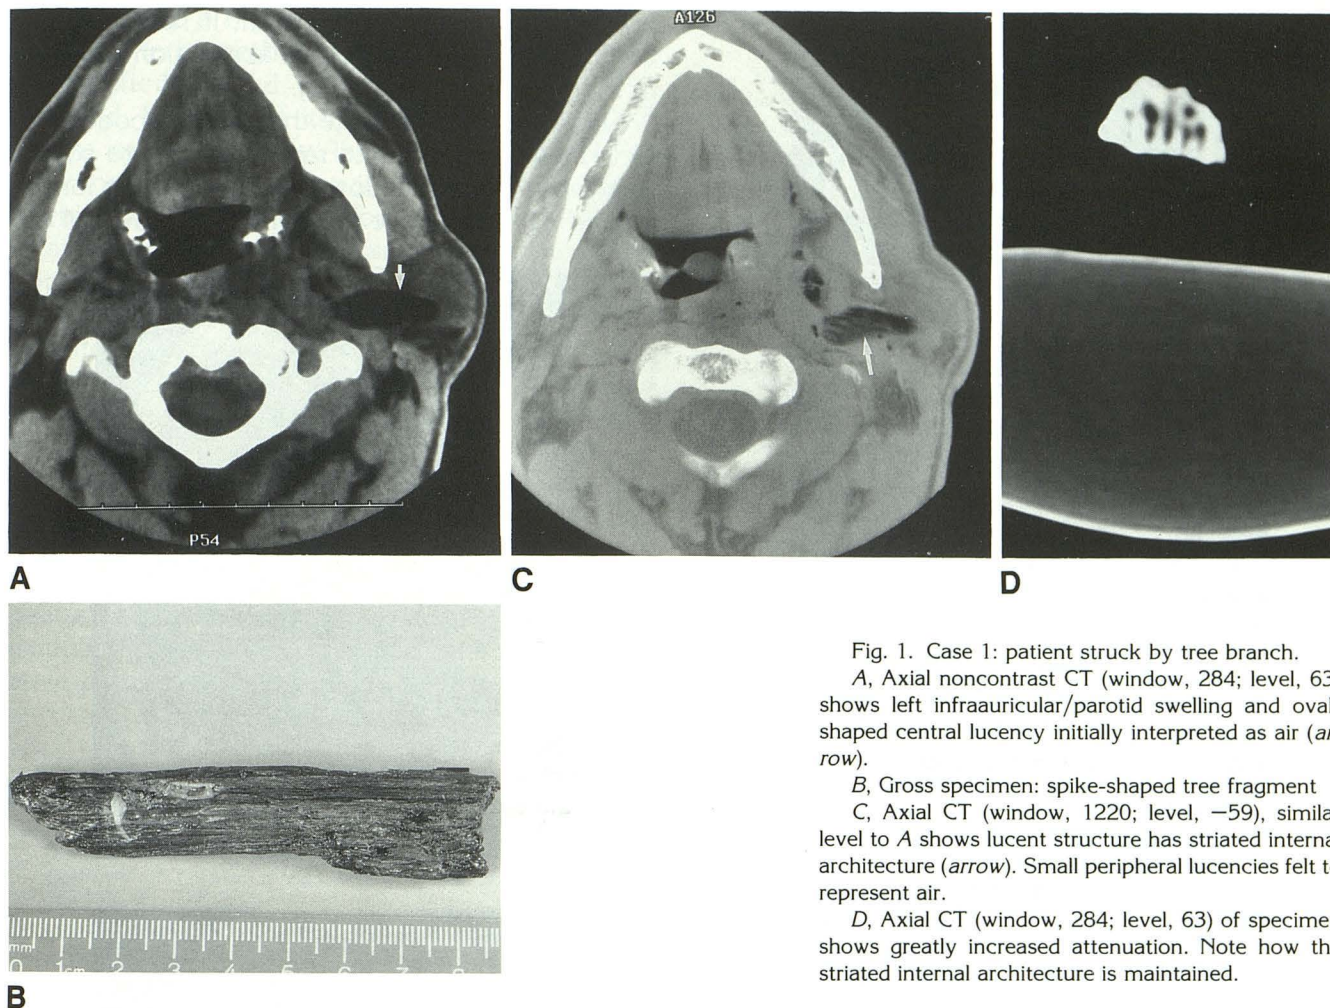 A126
P54
A
C
D
mm
0 1cm 2 3 4 5 6 7 8
B
Fig. 1. Case 1: patient struck by tree branch.
A, Axial noncontrast CT (window, 284; level, 63
shows left infraauricular/parotid swelling and oval
shaped central lucency initially interpreted as air (ar
row).
B, Gross specimen: spike-shaped tree fragment
C, Axial CT (window, 1220; level, −59), simila
level to A shows lucent structure has striated interna
architecture (arrow). Small peripheral lucencies felt t
represent air.
D, Axial CT (window, 284; level, 63) of specime
shows greatly increased attenuation. Note how th
striated internal architecture is maintained.